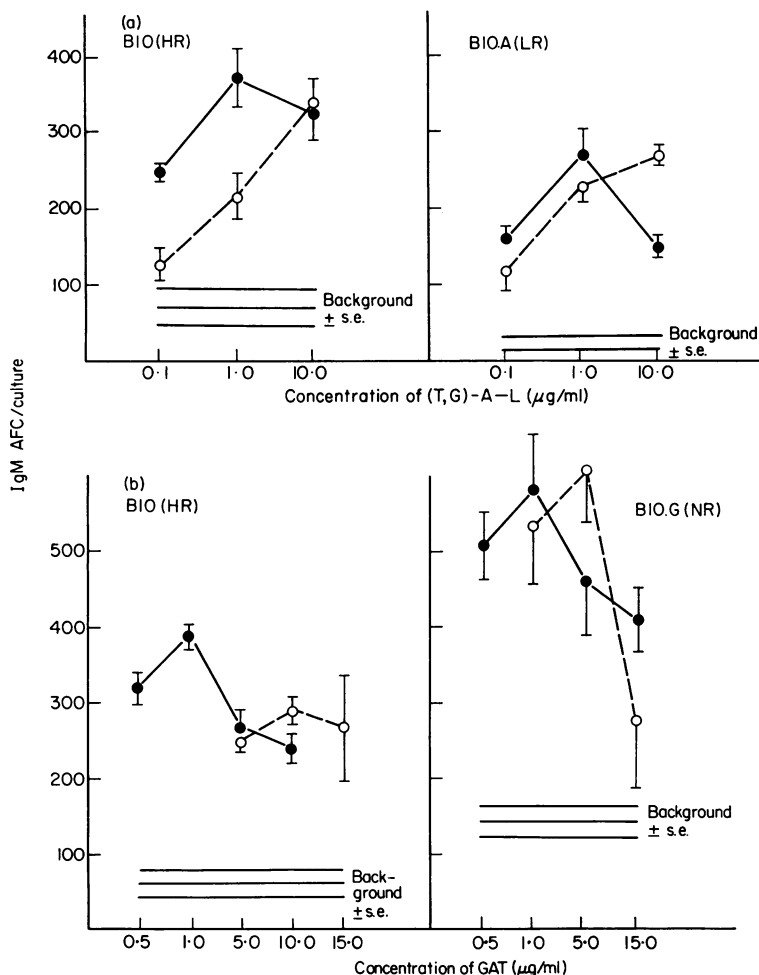 (a)
B10(HR)
B10.A(LR)
400
300
200
100
Background
± s.e.
Background
± s.e.
0·1
1·0
10·0
0·1
1·0
10·0
Concentration of (T,G)-A--L (µg/ml)
IgM AFC/culture
(b)
B10(HR)
B10.G(NR)
500
400
300
200
100
Back-
ground
±s.e.
Background
± s.e.
0·5
1·0
5·0
10·0
15·0
0·5
1·0
5·0
15·0
Concentration of GAT (µg/ml)